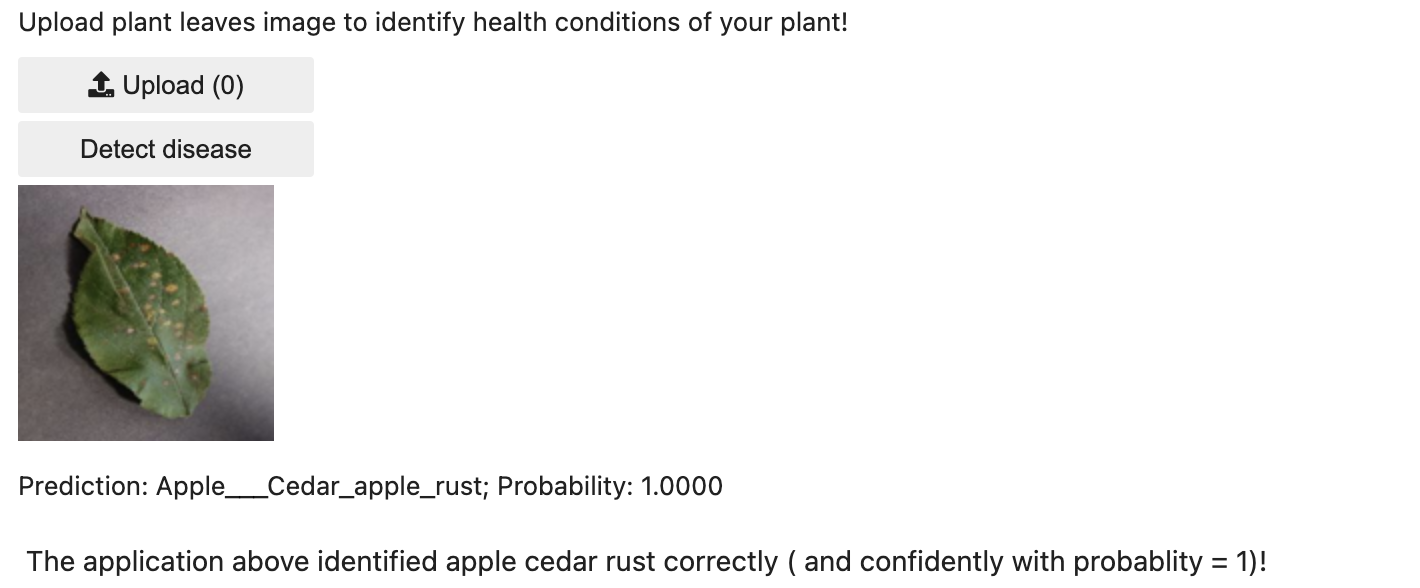 Upload plant leaves image to identify health conditions of your plant!
Upload (0)
Detect disease
Prediction: Apple___Cedar_apple_rust; Probability: 1.0000
The application above identified apple cedar rust correctly ( and confidently with probablity = 1)!